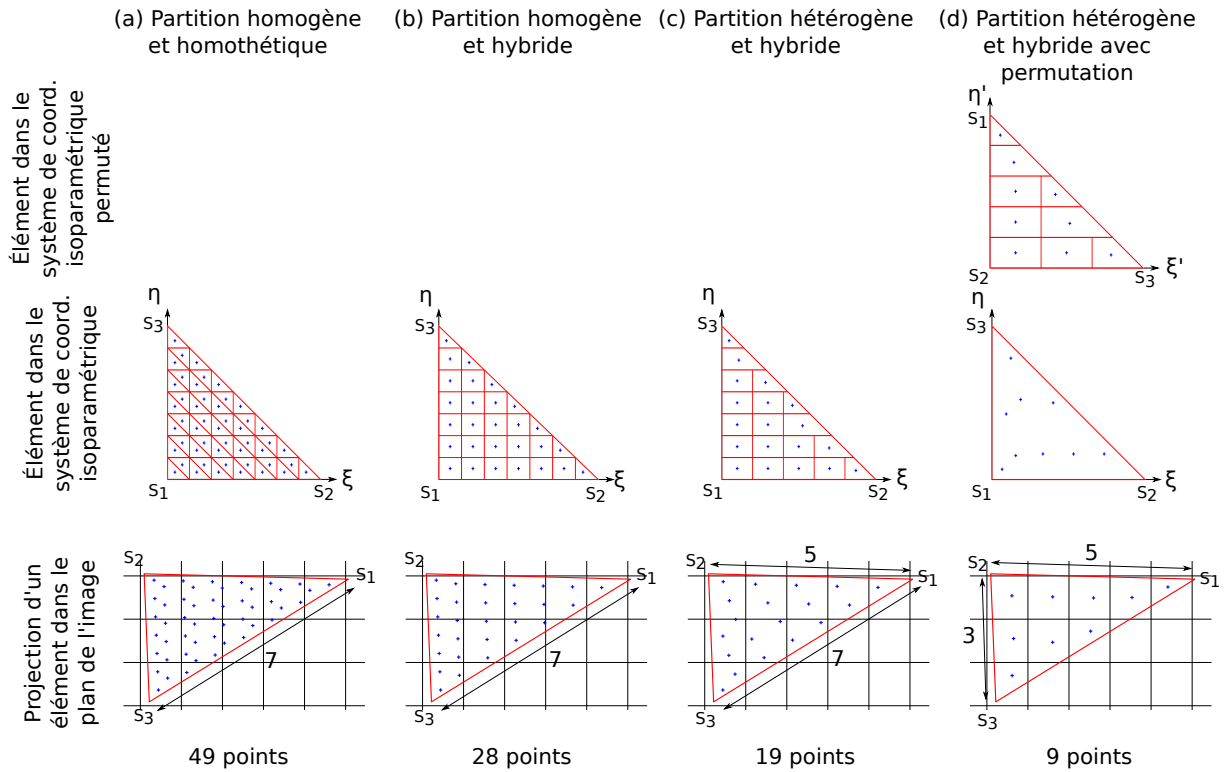 (a) Partition homogène
et homothétique
(b) Partition homogène
et hybride
(c) Partition hétérogène
et hybride
(d) Partition hétérogène
et hybride avec
permutation
Élément dans le
système de coord.
isoparamétrique
permuté
η'
S1
S2
S3
ξ'
Élément dans le
système de coord.
isoparamétrique
η
S3
S1
S2
ξ
η
S3
S1
S2
ξ
η
S3
S1
S2
ξ
η
S3
S1
S2
ξ
Projection d'un
élément dans le
plan de l'image
S2
S1
S3
7
S2
S1
S3
7
S2
S1
S3
5
7
S2
S1
S3
5
3
49 points
28 points
19 points
9 points